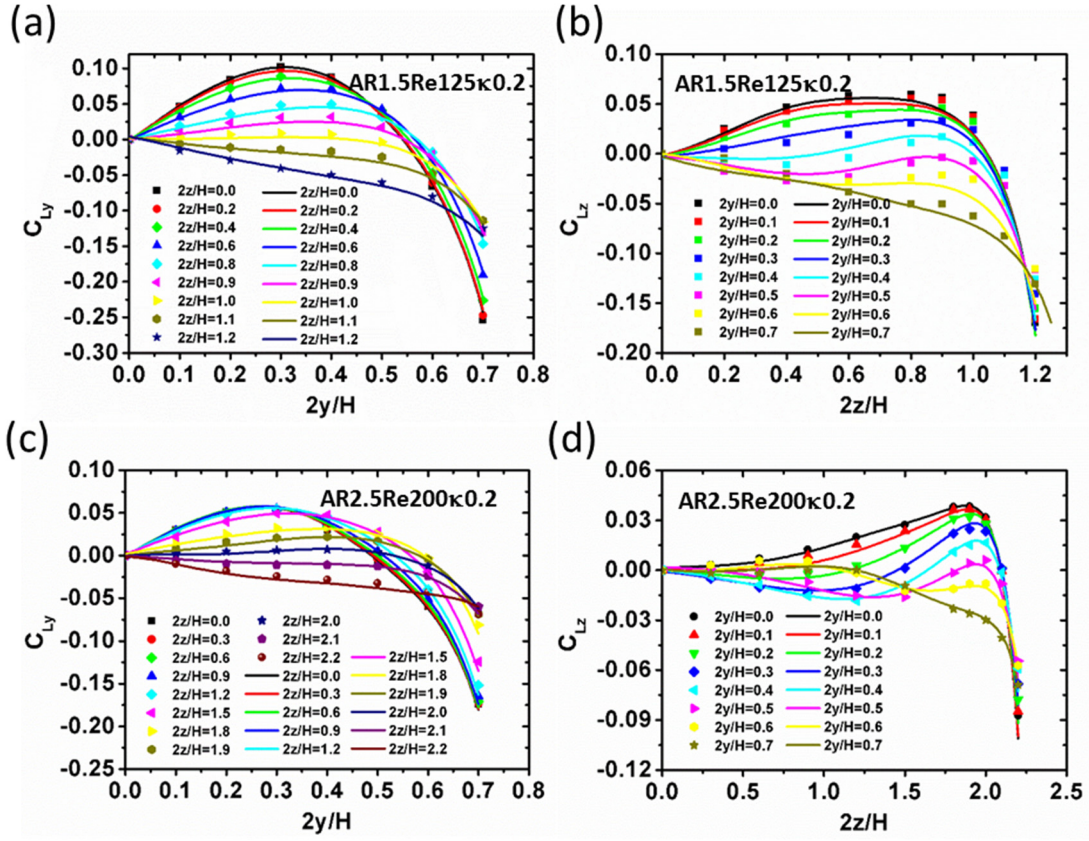 (a)
AR1.5Re125κ0.2
C_Ly
0.10
0.05
0.00
-0.05
-0.10
-0.15
-0.20
-0.25
-0.30
2z/H=0.0 2z/H=0.0
2z/H=0.2 2z/H=0.2
2z/H=0.4 2z/H=0.4
2z/H=0.6 2z/H=0.6
2z/H=0.8 2z/H=0.8
2z/H=0.9 2z/H=0.9
2z/H=1.0 2z/H=1.0
2z/H=1.1 2z/H=1.1
2z/H=1.2 2z/H=1.2
0.0 0.1 0.2 0.3 0.4 0.5 0.6 0.7 0.8
2y/H
(b)
AR1.5Re125κ0.2
C_Lz
0.10
0.05
0.00
-0.05
-0.10
-0.15
-0.20
2y/H=0.0 2y/H=0.0
2y/H=0.1 2y/H=0.1
2y/H=0.2 2y/H=0.2
2y/H=0.3 2y/H=0.3
2y/H=0.4 2y/H=0.4
2y/H=0.5 2y/H=0.5
2y/H=0.6 2y/H=0.6
2y/H=0.7 2y/H=0.7
0.0 0.2 0.4 0.6 0.8 1.0 1.2
2z/H
(c)
AR2.5Re200κ0.2
C_Ly
0.10
0.05
0.00
-0.05
-0.10
-0.15
-0.20
-0.25
2z/H=0.0 2z/H=2.0
2z/H=0.3 2z/H=2.1
2z/H=0.6 2z/H=2.2 2z/H=1.5
2z/H=0.9 2z/H=0.0 2z/H=1.8
2z/H=1.2 2z/H=0.3 2z/H=1.9
2z/H=1.5 2z/H=0.6 2z/H=2.0
2z/H=1.8 2z/H=0.9 2z/H=2.1
2z/H=1.9 2z/H=1.2 2z/H=2.2
0.0 0.1 0.2 0.3 0.4 0.5 0.6 0.7 0.8
2y/H
(d)
AR2.5Re200κ0.2
C_Lz
0.06
0.03
0.00
-0.03
-0.06
-0.09
-0.12
2y/H=0.0 2y/H=0.0
2y/H=0.1 2y/H=0.1
2y/H=0.2 2y/H=0.2
2y/H=0.3 2y/H=0.3
2y/H=0.4 2y/H=0.4
2y/H=0.5 2y/H=0.5
2y/H=0.6 2y/H=0.6
2y/H=0.7 2y/H=0.7
0.0 0.5 1.0 1.5 2.0 2.5
2z/H